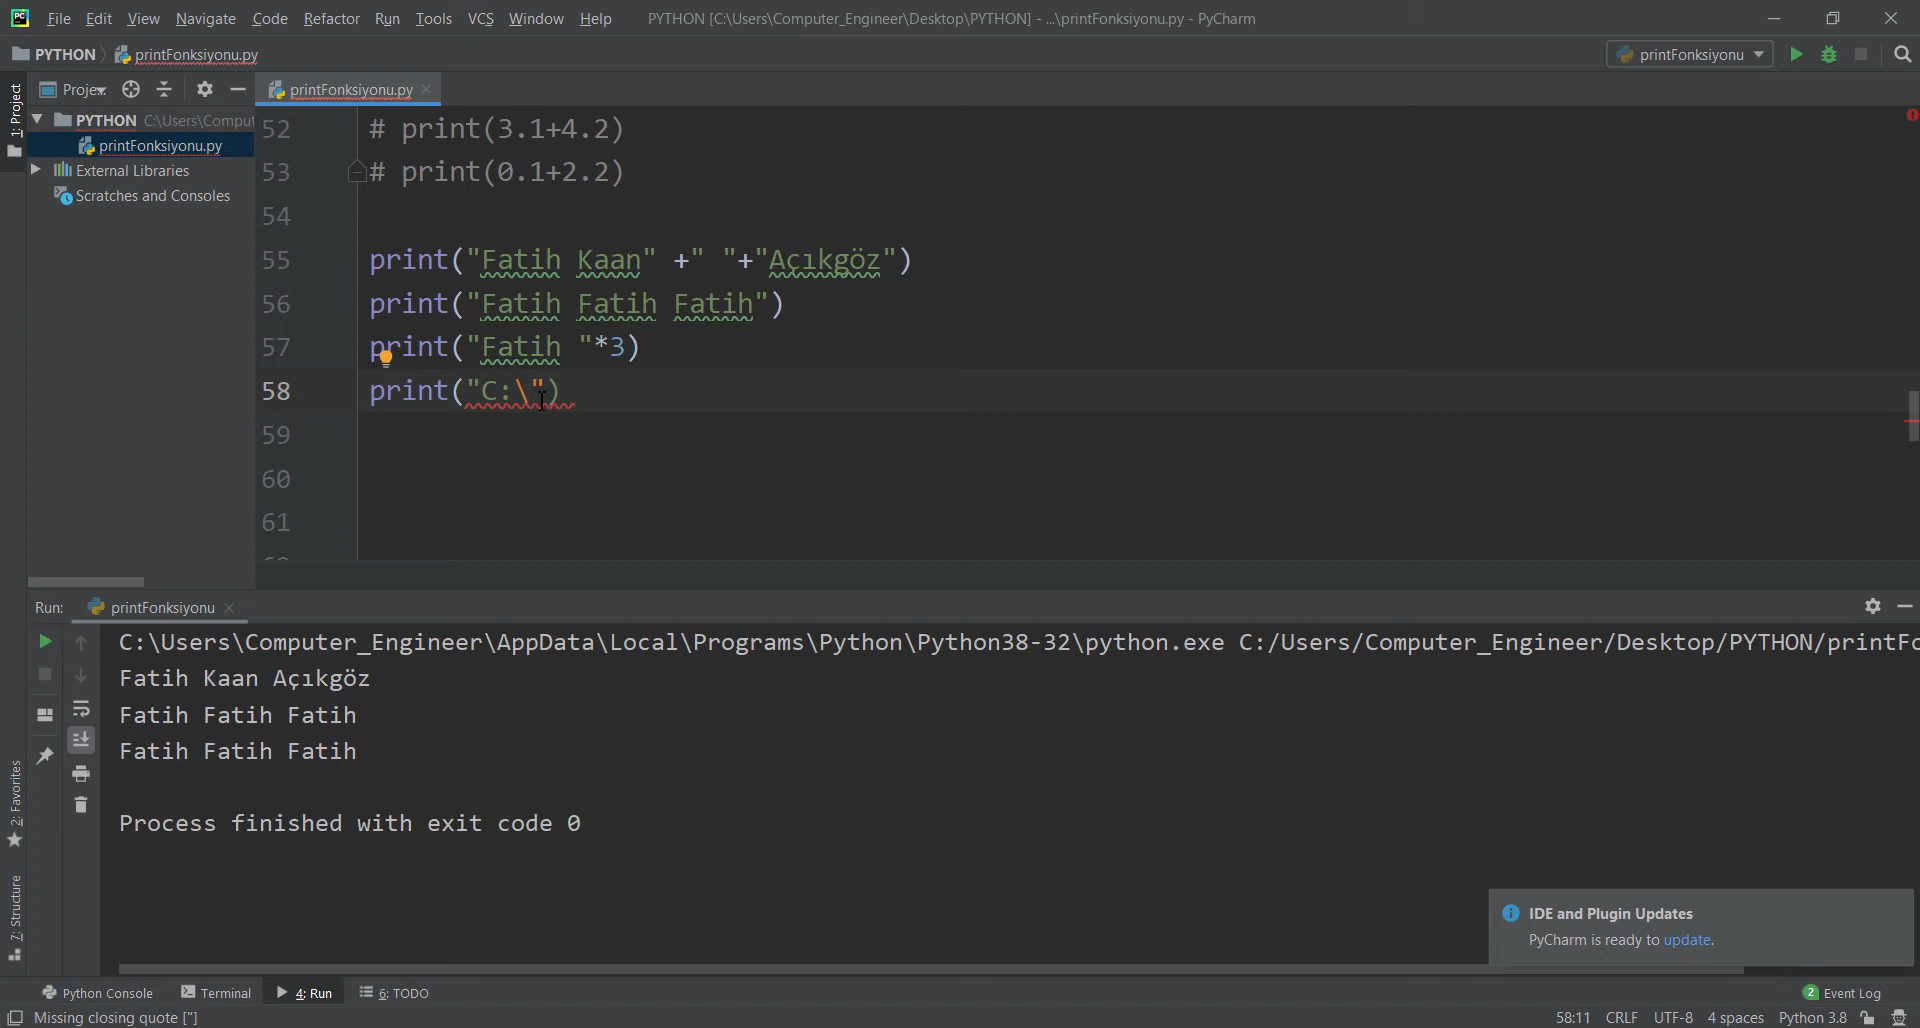 File Edit View Navigate Code Refactor Run Tools VCS Window Help PYTHON [C:\Users\Computer_Engineer\Desktop\PYTHON] - ...\printFonksiyonu.py - PyCharm
PYTHON printFonksiyonu.py printFonksiyonu
1: Project
Proje printFonksiyonu.py
PYTHON C:\Users\Comput
printFonksiyonu.py
External Libraries
Scratches and Consoles
52 # print(3.1+4.2)
53 # print(0.1+2.2)
54
55 print("Fatih Kaan" +" "+"Açıkgöz")
56 print("Fatih Fatih Fatih")
57 print("Fatih "*3)
58 print("C:\")
59
60
61
Run: printFonksiyonu
C:\Users\Computer_Engineer\AppData\Local\Programs\Python\Python38-32\python.exe C:/Users/Computer_Engineer/Desktop/PYTHON/printFo
Fatih Kaan Açıkgöz
Fatih Fatih Fatih
Fatih Fatih Fatih
Process finished with exit code 0
2: Favorites
7: Structure
IDE and Plugin Updates
PyCharm is ready to update.
Python Console Terminal 4: Run 6: TODO 2 Event Log
Missing closing quote ["] 58:11 CRLF UTF-8 4 spaces Python 3.8